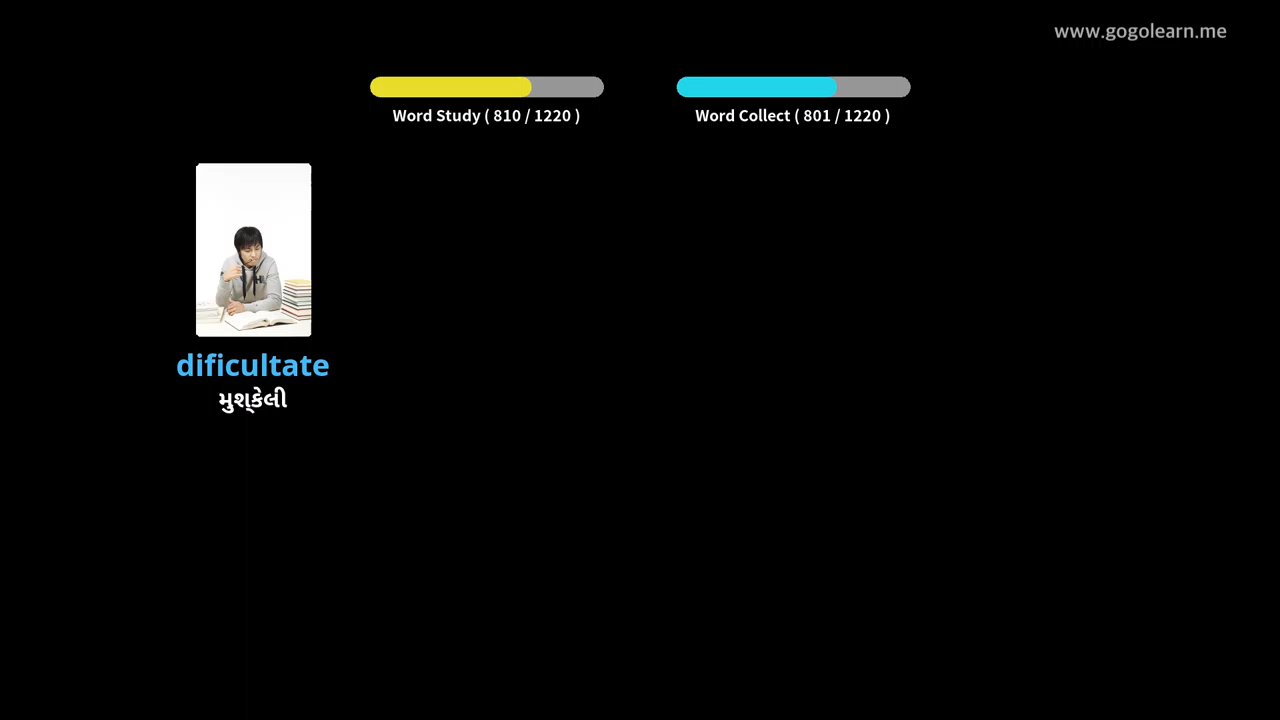 www.gogolearn.me
Word Study ( 810 / 1220 )
Word Collect ( 801 / 1220 )
dificultate
મુશ્કેલી